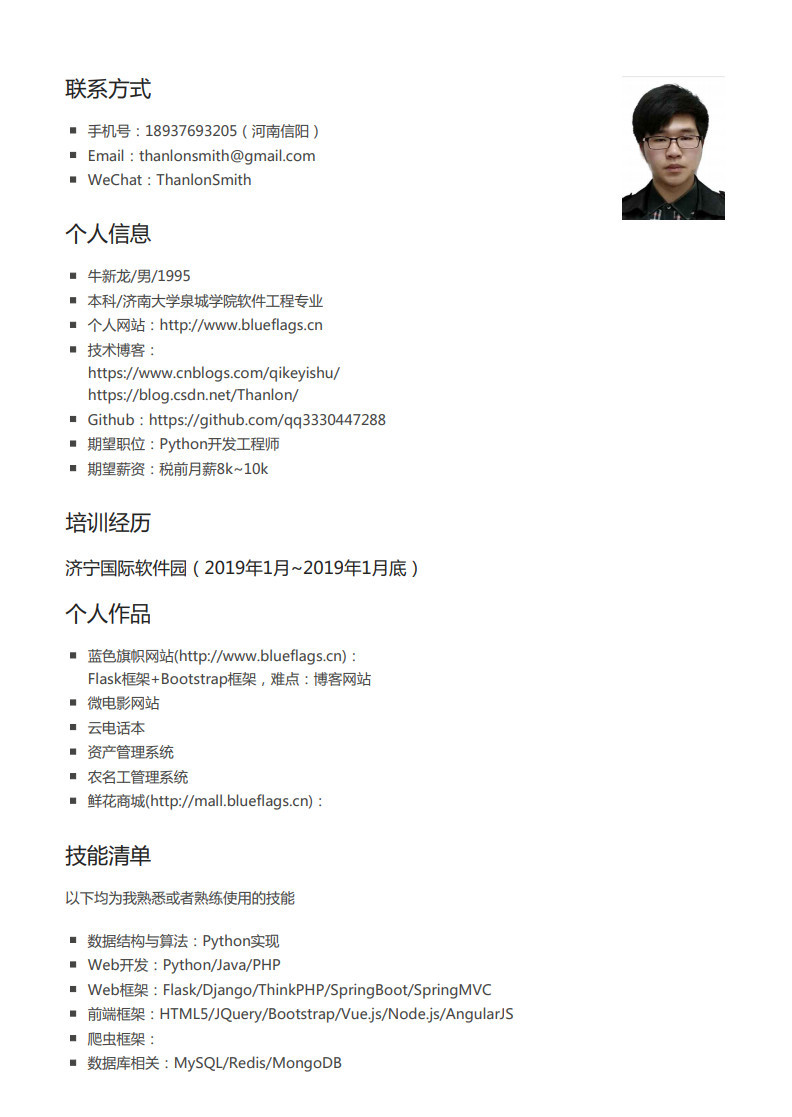 联系方式
手机号：18937693205（河南信阳）
Email：thanlonsmith@gmail.com
WeChat：ThanlonSmith
个人信息
牛新龙/男/1995
本科/济南大学泉城学院软件工程专业
个人网站：http://www.blueflags.cn
技术博客：
https://www.cnblogs.com/qikeyishu/
https://blog.csdn.net/Thanlon/
Github：https://github.com/qq3330447288
期望职位：Python开发工程师
期望薪资：税前月薪8k~10k
培训经历
济宁国际软件园（2019年1月~2019年1月底）
个人作品
蓝色旗帜网站(http://www.blueflags.cn)：
Flask框架+Bootstrap框架，难点：博客网站
微电影网站
云电话本
资产管理系统
农名工管理系统
鲜花商城(http://mall.blueflags.cn)：
技能清单
以下均为我熟悉或者熟练使用的技能
数据结构与算法：Python实现
Web开发：Python/Java/PHP
Web框架：Flask/Django/ThinkPHP/SpringBoot/SpringMVC
前端框架：HTML5/JQuery/Bootstrap/Vue.js/Node.js/AngularJS
爬虫框架：
数据库相关：MySQL/Redis/MongoDB